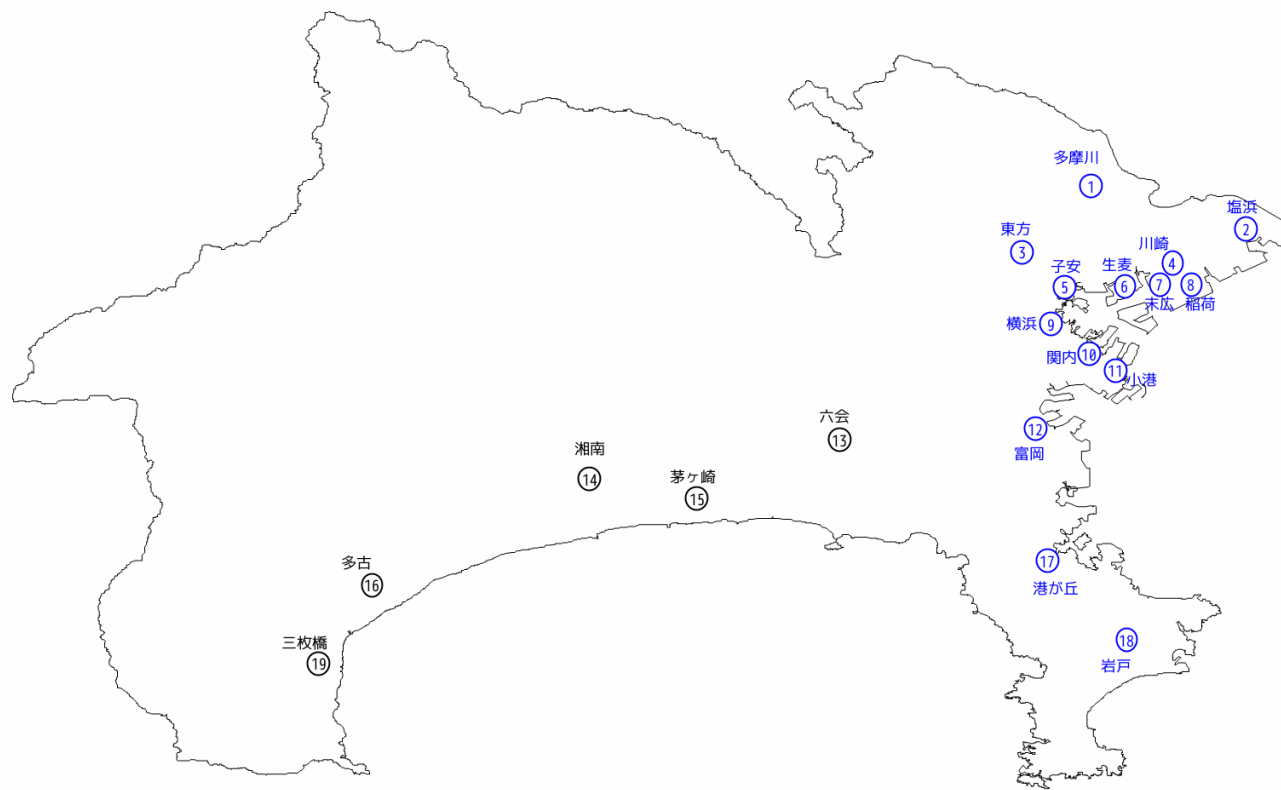 多摩川
1
塩浜
2
東方
3
川崎
4
子安
5
生麦
6
7
末広
8
稲荷
横浜
9
関内
10
11
小港
12
富岡
六会
13
湘南
14
茅ヶ崎
15
多古
16
17
港が丘
18
岩戸
三枚橋
19